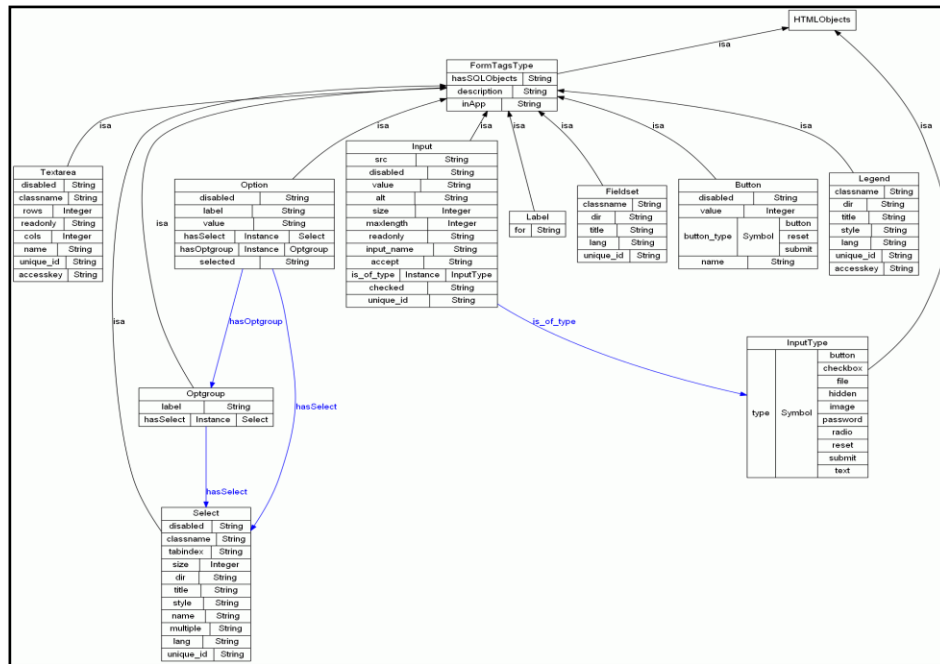 HTMLObjects
isa
FormTagsType
hasSQLObjects String
description String
inApp String
isa
isa
isa
isa
isa
isa
isa
isa
Textarea
disabled String
classname String
rows Integer
readonly String
cols Integer
name String
unique_id String
accesskey String
Option
disabled String
label String
value String
hasSelect Instance Select
hasOptgroup Instance Optgroup
selected String
Input
src String
disabled String
value String
alt String
size Integer
maxlength Integer
readonly String
input_name String
accept String
is_of_type Instance InputType
checked String
unique_id String
Label
for String
Fieldset
classname String
dir String
title String
lang String
unique_id String
Button
disabled String
value Integer
button_type Symbol button
reset
submit
name String
Legend
classname String
dir String
title String
style String
lang String
unique_id String
accesskey String
isa
isa
hasOptgroup
is_of_type
hasSelect
InputType
type Symbol button
checkbox
file
hidden
image
password
radio
reset
submit
text
Optgroup
label String
hasSelect Instance Select
hasSelect
Select
disabled String
classname String
tabindex String
size Integer
dir String
title String
style String
name String
multiple String
lang String
unique_id String